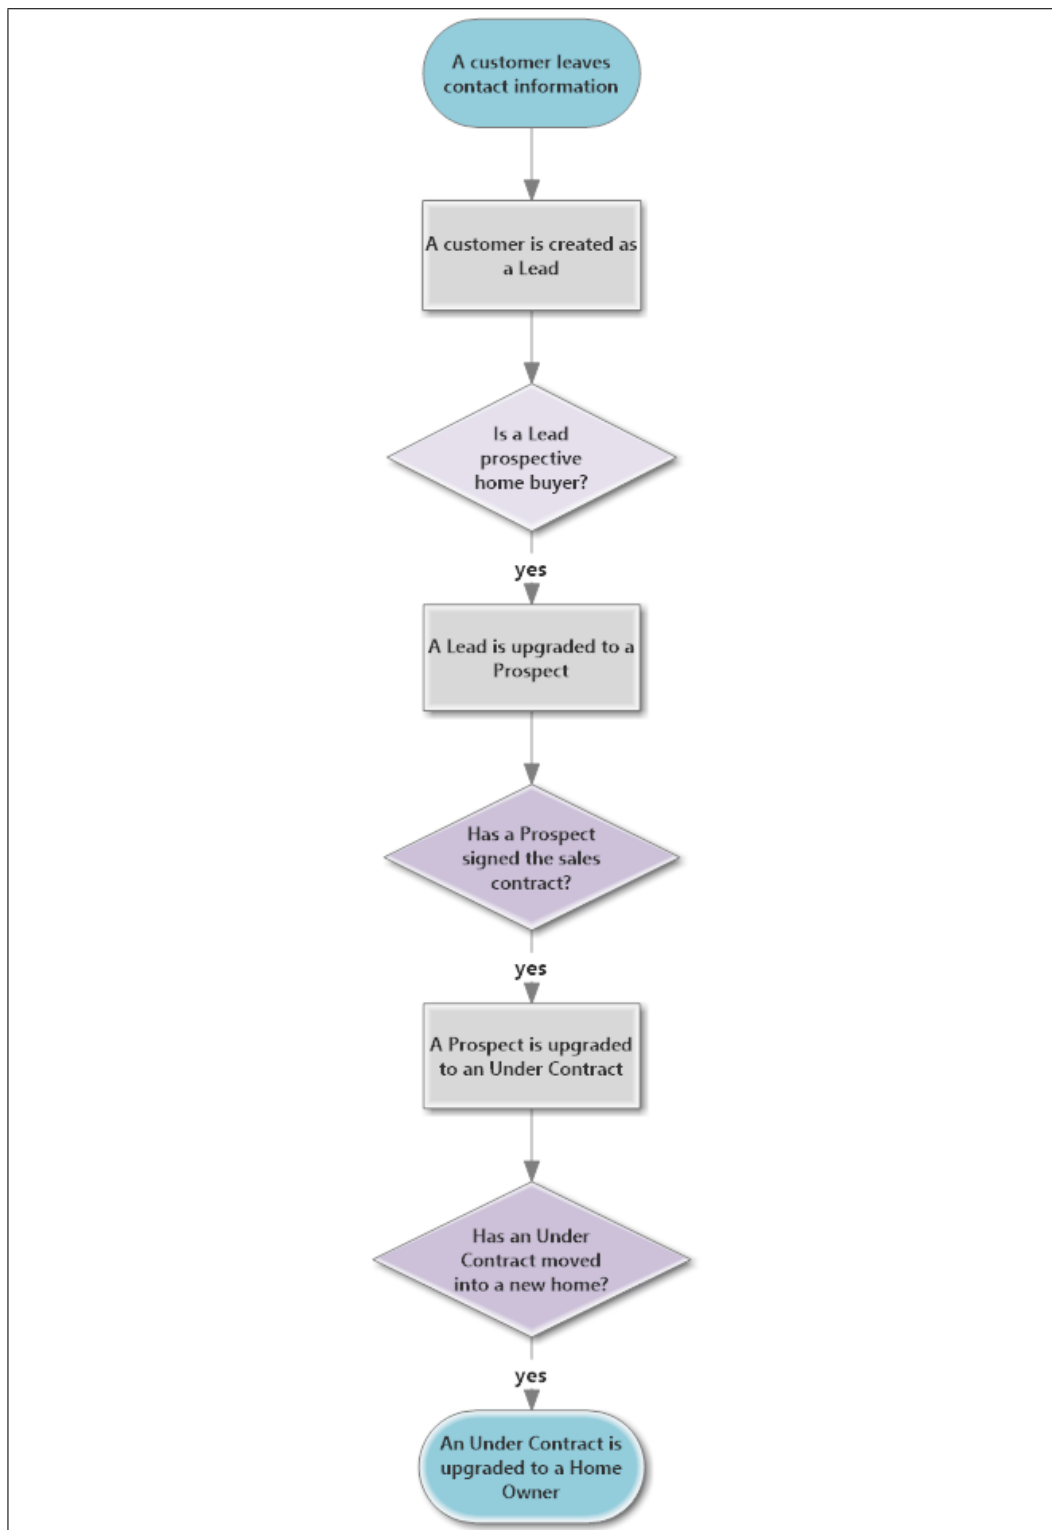 A customer leaves
contact information
A customer is created as
a Lead
Is a Lead
prospective
home buyer?
yes
A Lead is upgraded to a
Prospect
Has a Prospect
signed the sales
contract?
yes
A Prospect is upgraded
to an Under Contract
Has an Under
Contract moved
into a new home?
yes
An Under Contract is
upgraded to a Home
Owner